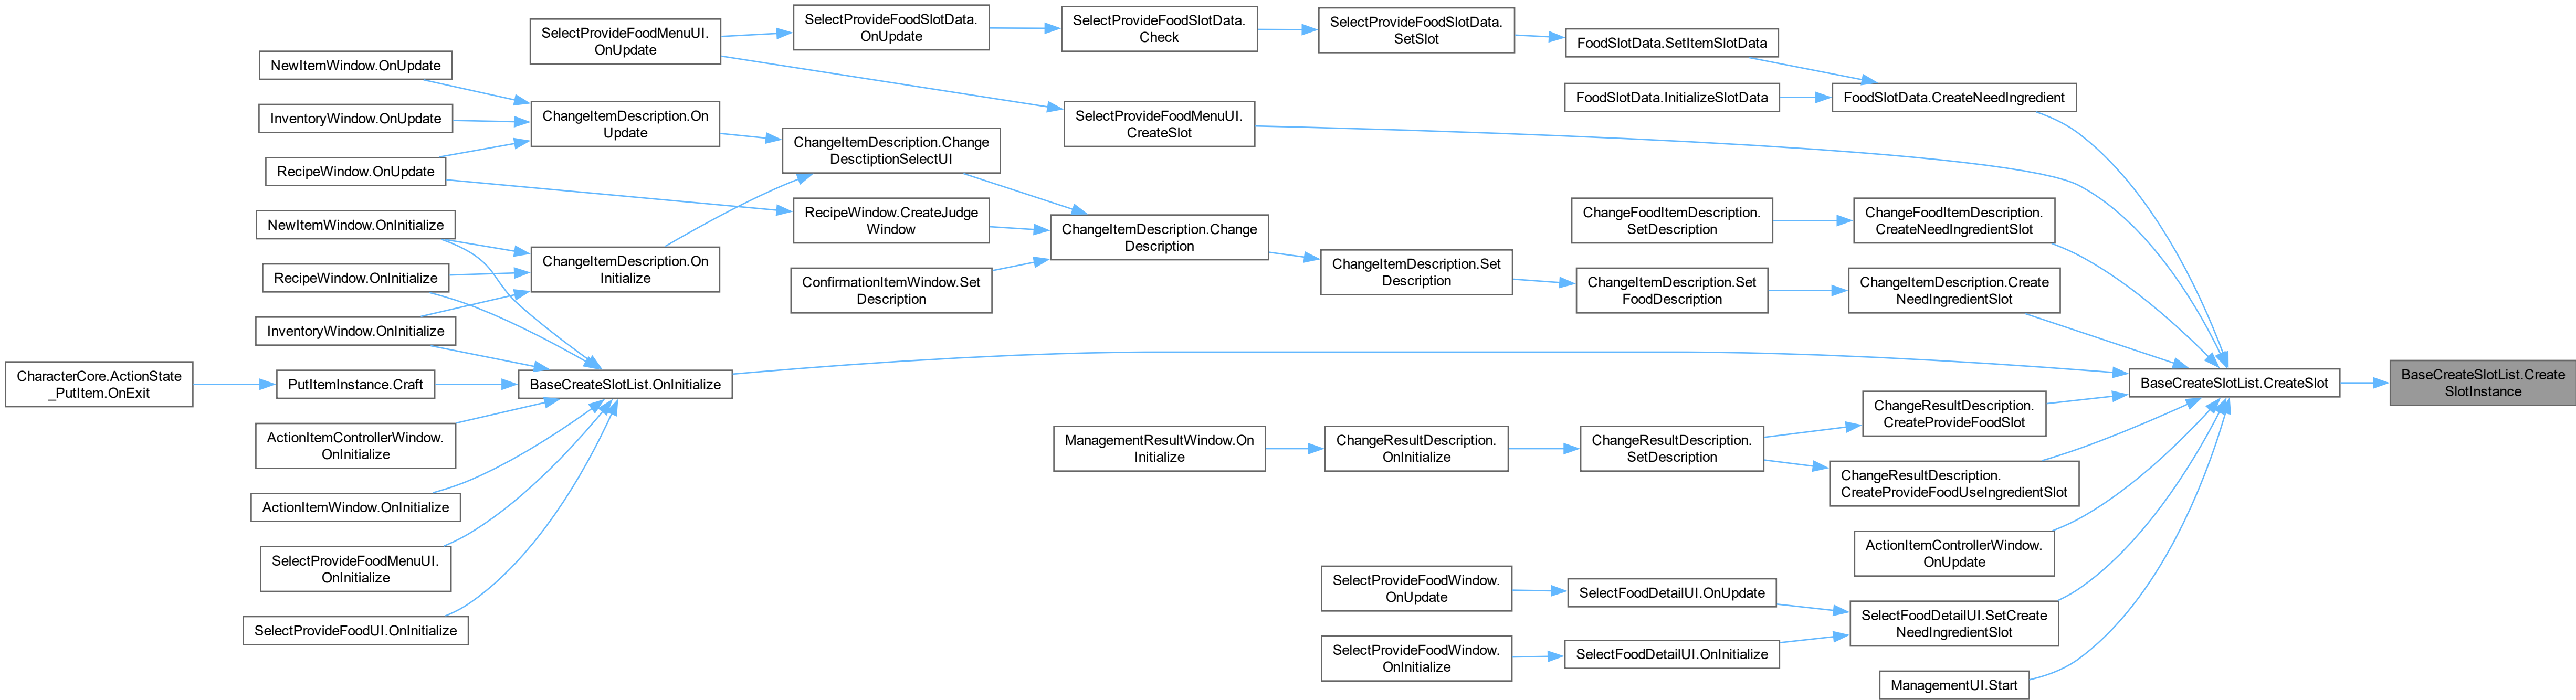 SelectProvideFoodMenuUI.
OnUpdate
SelectProvideFoodSlotData.
OnUpdate
SelectProvideFoodSlotData.
Check
SelectProvideFoodSlotData.
SetSlot
FoodSlotData.SetItemSlotData
NewItemWindow.OnUpdate
FoodSlotData.InitializeSlotData
FoodSlotData.CreateNeedIngredient
InventoryWindow.OnUpdate
ChangeItemDescription.On
Update
SelectProvideFoodMenuUI.
CreateSlot
ChangeItemDescription.Change
DesctiptionSelectUI
RecipeWindow.OnUpdate
NewItemWindow.OnInitialize
RecipeWindow.CreateJudge
Window
ChangeItemDescription.Change
Description
ChangeFoodItemDescription.
SetDescription
ChangeFoodItemDescription.
CreateNeedIngredientSlot
RecipeWindow.OnInitialize
ChangeItemDescription.On
Initialize
ConfirmationItemWindow.Set
Description
ChangeItemDescription.Set
Description
ChangeItemDescription.Set
FoodDescription
ChangeItemDescription.Create
NeedIngredientSlot
InventoryWindow.OnInitialize
CharacterCore.ActionState
_PutItem.OnExit
PutItemInstance.Craft
BaseCreateSlotList.OnInitialize
BaseCreateSlotList.CreateSlot
BaseCreateSlotList.Create
SlotInstance
ActionItemControllerWindow.
OnInitialize
ManagementResultWindow.On
Initialize
ChangeResultDescription.
OnInitialize
ChangeResultDescription.
SetDescription
ChangeResultDescription.
CreateProvideFoodSlot
ChangeResultDescription.
CreateProvideFoodUseIngredientSlot
ActionItemWindow.OnInitialize
ActionItemControllerWindow.
OnUpdate
SelectProvideFoodMenuUI.
OnInitialize
SelectProvideFoodWindow.
OnUpdate
SelectFoodDetailUI.OnUpdate
SelectFoodDetailUI.SetCreate
NeedIngredientSlot
SelectProvideFoodUI.OnInitialize
SelectProvideFoodWindow.
OnInitialize
SelectFoodDetailUI.OnInitialize
ManagementUI.Start